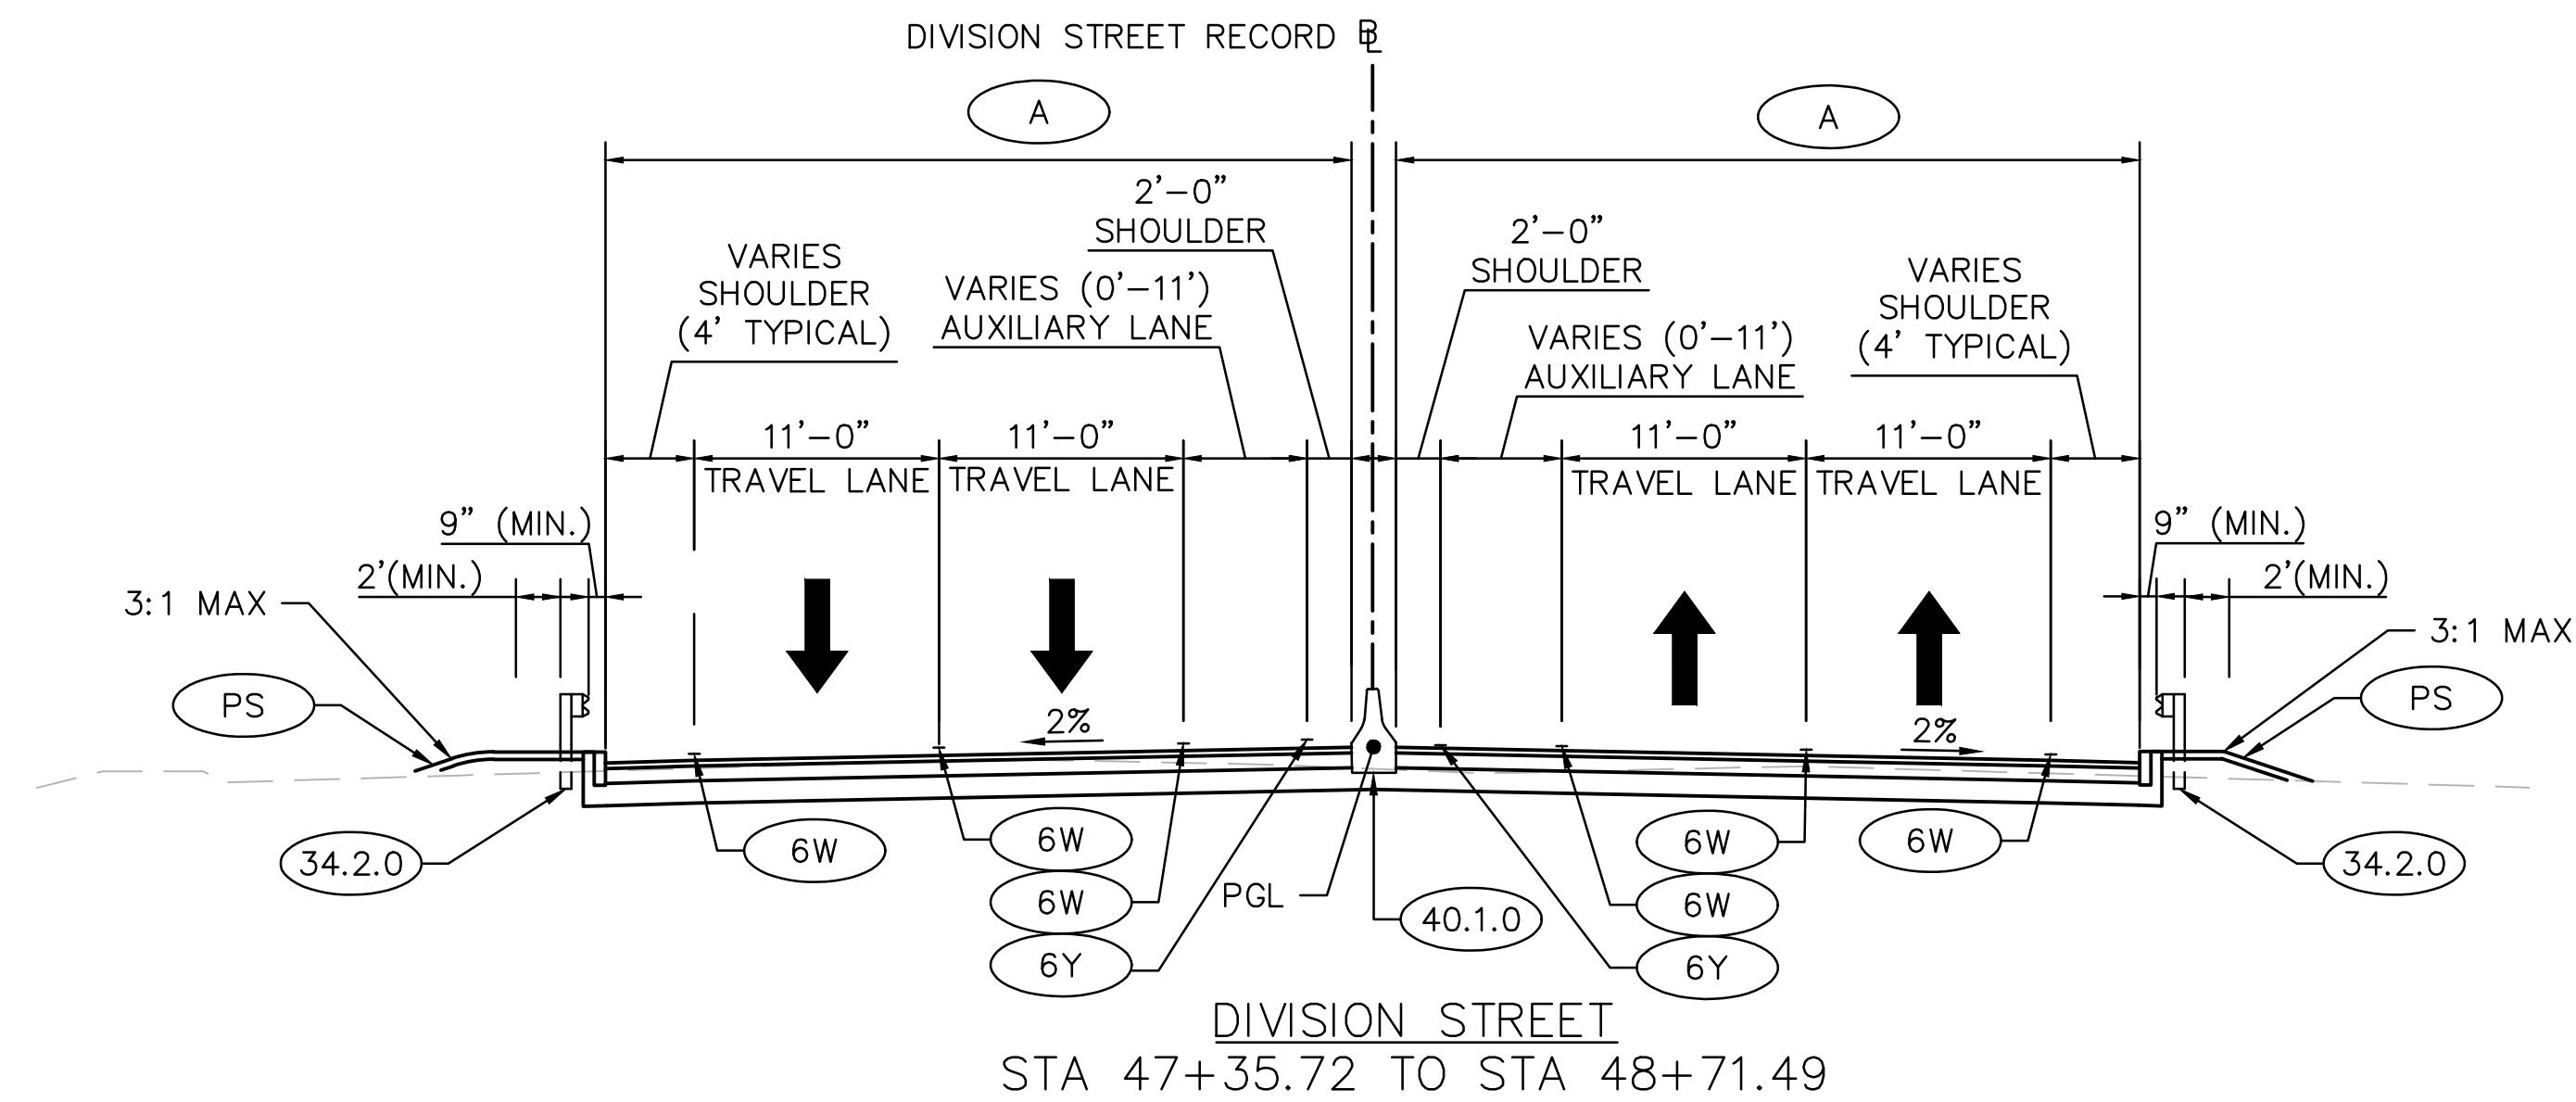 DIVISION STREET RECORD BL
A
A
2'-0"
SHOULDER
2'-0"
SHOULDER
VARIES
SHOULDER
(4' TYPICAL)
VARIES (0'-11')
AUXILIARY LANE
VARIES (0'-11')
AUXILIARY LANE
VARIES
SHOULDER
(4' TYPICAL)
11'-0"
TRAVEL LANE
11'-0"
TRAVEL LANE
11'-0"
TRAVEL LANE
11'-0"
TRAVEL LANE
9" (MIN.)
2'(MIN.)
3:1 MAX
PS
9" (MIN.)
2'(MIN.)
3:1 MAX
PS
2%
2%
34.2.0
6W
6W
6W
6Y
PGL
40.1.0
6W
6W
6Y
6W
34.2.0
DIVISION STREET
STA 47+35.72 TO STA 48+71.49